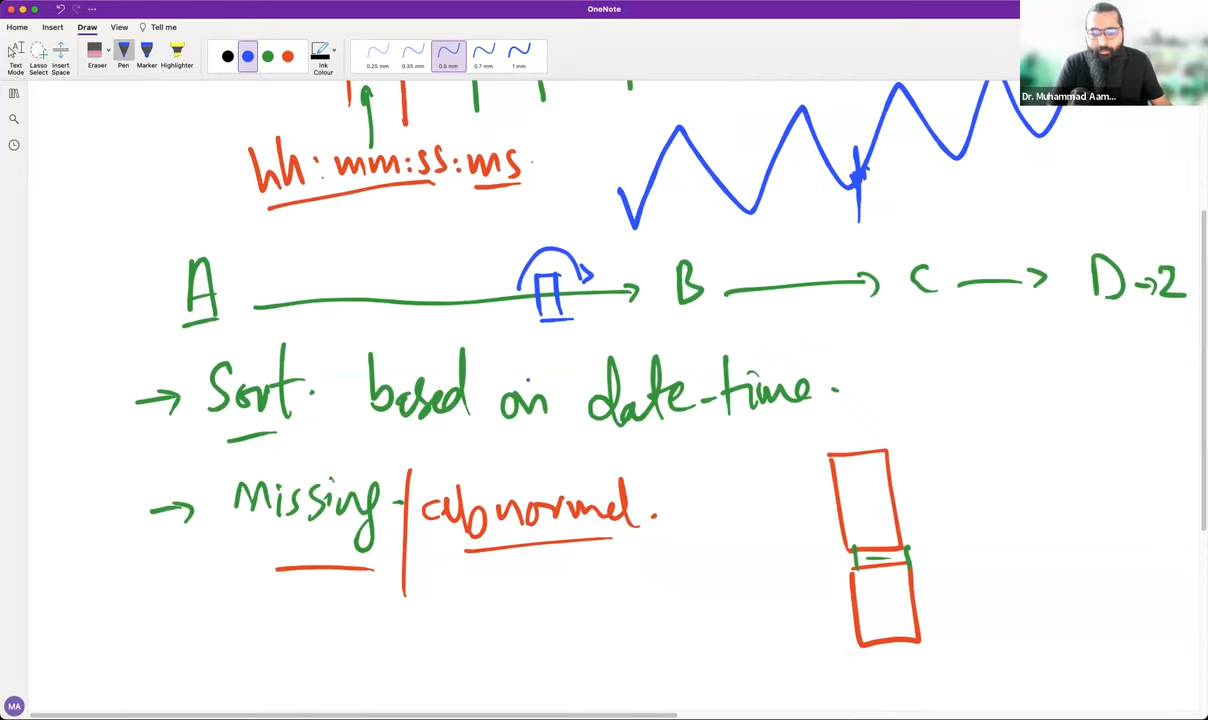 OneNote
Home Insert Draw View Tell me
Text Mode Lasso Select Insert Space Eraser Pen Marker Highlighter 0.25 mm 0.35 mm 0.5 mm 0.7 mm 1 mm Ink Colour
Dr. Muhammad Aam...
hh:mm:ss:ms
A B C D→2
→ Sort. based on date-time.
→ Missing - abnormal.
MA